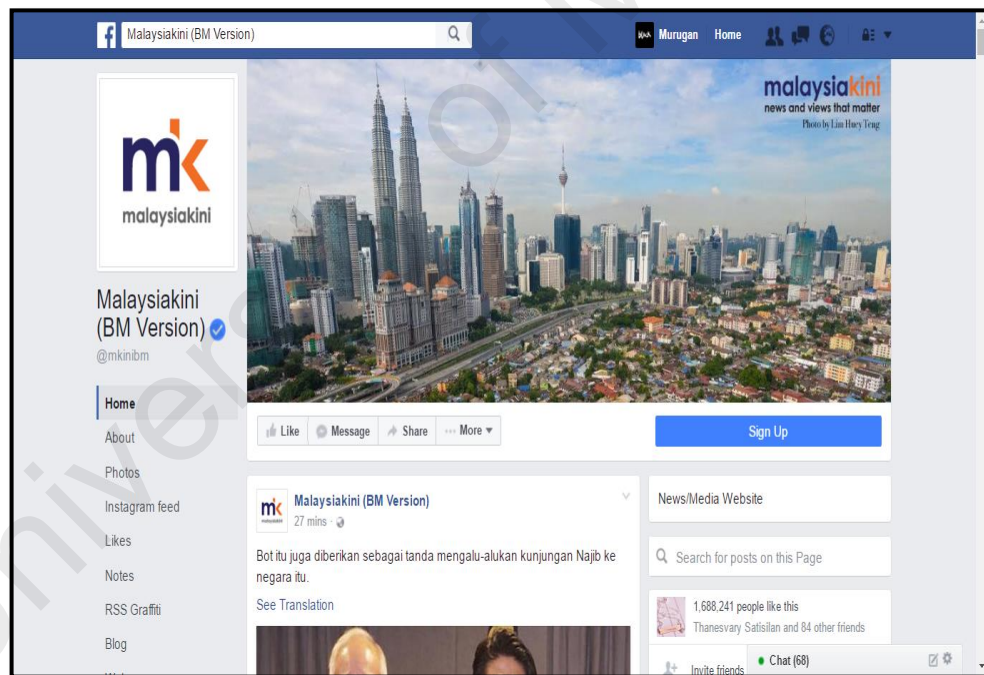 Malaysiakini (BM Version)
Murugan Home
malaysiakini
news and views that matter
Photo by Lim Huey Teng
mk
malaysiakini
Malaysiakini
(BM Version)
@mkinibm
Home
About
Photos
Instagram feed
Likes
Notes
RSS Graffiti
Blog
Like Message Share More
Sign Up
Malaysiakini (BM Version)
27 mins
Bot itu juga diberikan sebagai tanda mengalu-alukan kunjungan Najib ke
negara itu.
See Translation
News/Media Website
Search for posts on this Page
1,688,241 people like this
Thanesvary Satisilan and 84 other friends
Invite friends
Chat (68)